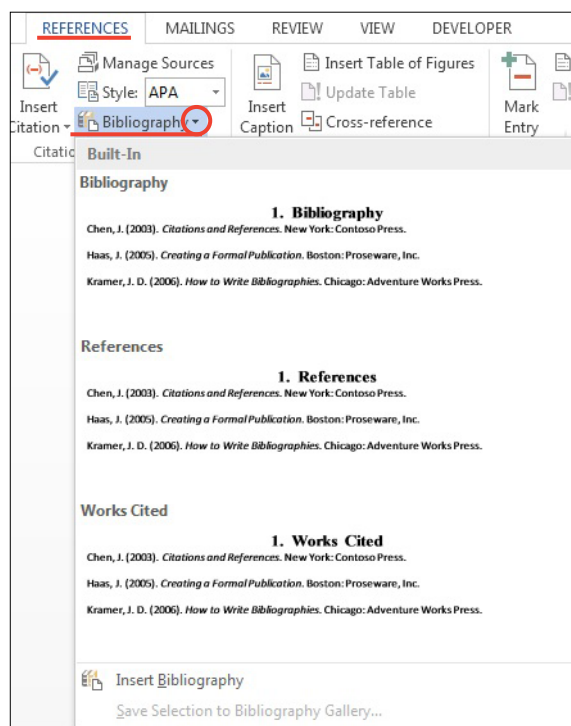 REFERENCES MAILINGS REVIEW VIEW DEVELOPER
Manage Sources
Style: APA
Bibliography
Insert
Citation
Insert
Caption
Insert Table of Figures
Update Table
Cross-reference
Mark
Entry
Citatic
Built-In
Bibliography
1. Bibliography
Chen, J. (2003). Citations and References. New York: Contoso Press.
Haas, J. (2005). Creating a Formal Publication. Boston: Proseware, Inc.
Kramer, J. D. (2006). How to Write Bibliographies. Chicago: Adventure Works Press.
References
1. References
Chen, J. (2003). Citations and References. New York: Contoso Press.
Haas, J. (2005). Creating a Formal Publication. Boston: Proseware, Inc.
Kramer, J. D. (2006). How to Write Bibliographies. Chicago: Adventure Works Press.
Works Cited
1. Works Cited
Chen, J. (2003). Citations and References. New York: Contoso Press.
Haas, J. (2005). Creating a Formal Publication. Boston: Proseware, Inc.
Kramer, J. D. (2006). How to Write Bibliographies. Chicago: Adventure Works Press.
Insert Bibliography
Save Selection to Bibliography Gallery...